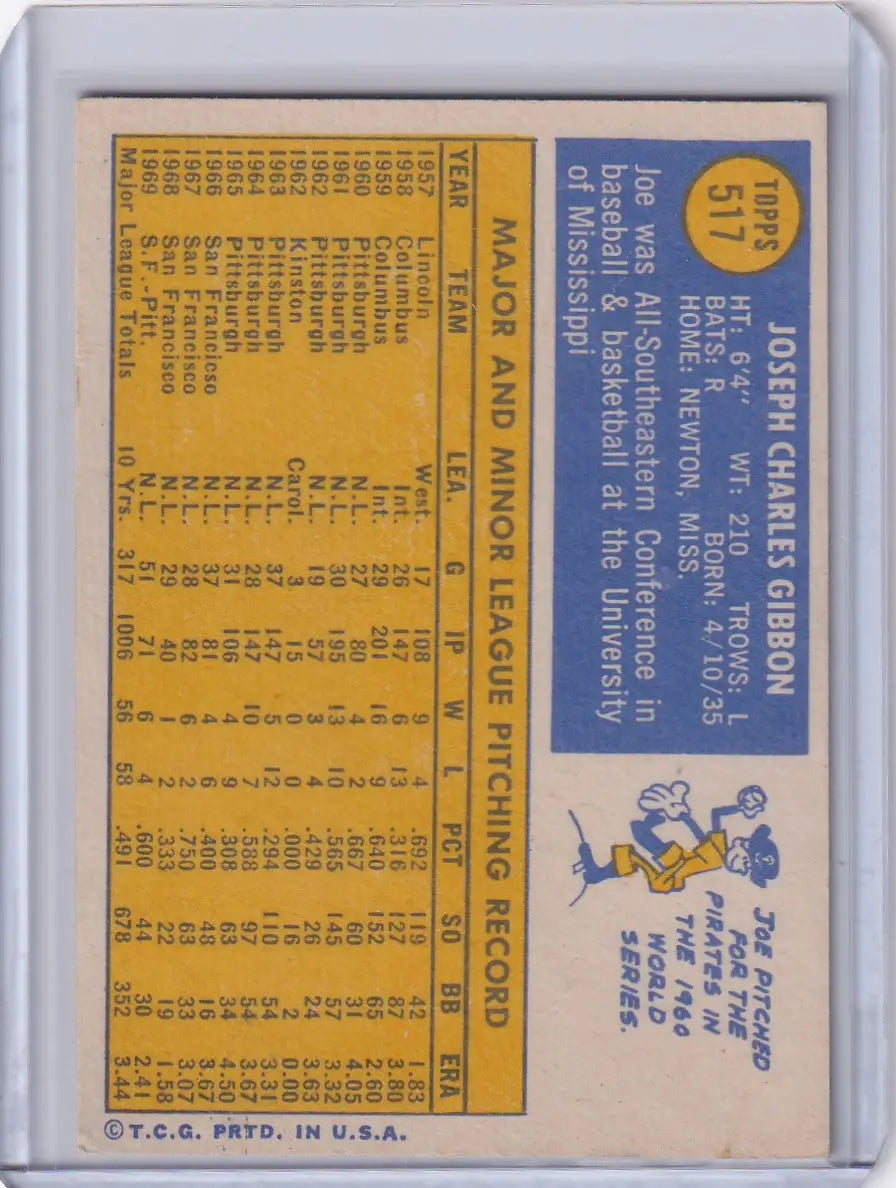 TOPPS
517
JOSEPH CHARLES GIBBON
HT: 6'4" WT: 210 TROWS: L
BATS: R BORN: 4/10/35
HOME: NEWTON, MISS.
Joe was All-Southeastern Conference in
baseball & basketball at the University
of Mississippi
JOE PITCHED
FOR THE
PIRATES IN
THE 1960
WORLD
SERIES.
MAJOR AND MINOR LEAGUE PITCHING RECORD
YEAR TEAM LEA. G IP W L PCT SO BB ERA
1957 Lincoln West. 17 108 9 4 .692 119 42 1.83
1958 Columbus Int. 26 147 6 13 .316 127 87 3.80
1959 Columbus Int. 29 201 16 9 .640 152 65 2.60
1960 Pittsburgh N.L. 27 80 4 2 .667 60 31 4.05
1961 Pittsburgh N.L. 30 195 13 10 .565 145 57 3.32
1962 Pittsburgh N.L. 19 57 3 4 .429 26 24 3.63
1962 Kinston Carol. 3 15 0 0 .000 16 2 0.00
1963 Pittsburgh N.L. 37 147 5 12 .294 110 54 3.31
1964 Pittsburgh N.L. 28 147 10 7 .588 97 54 3.67
1965 Pittsburgh N.L. 31 106 4 9 .308 63 34 4.50
1966 San Francicso N.L. 37 81 4 6 .400 48 16 3.67
1967 San Francisco N.L. 28 82 6 2 .750 63 33 3.07
1968 San Francisco N.L. 29 40 1 2 .333 22 19 1.58
1969 S.F.-Pitt. N.L. 51 71 6 4 .600 44 30 2.41
Major League Totals 10 Yrs. 317 1006 56 58 .491 678 352 3.44
© T.C.G. PRTD. IN U.S.A.